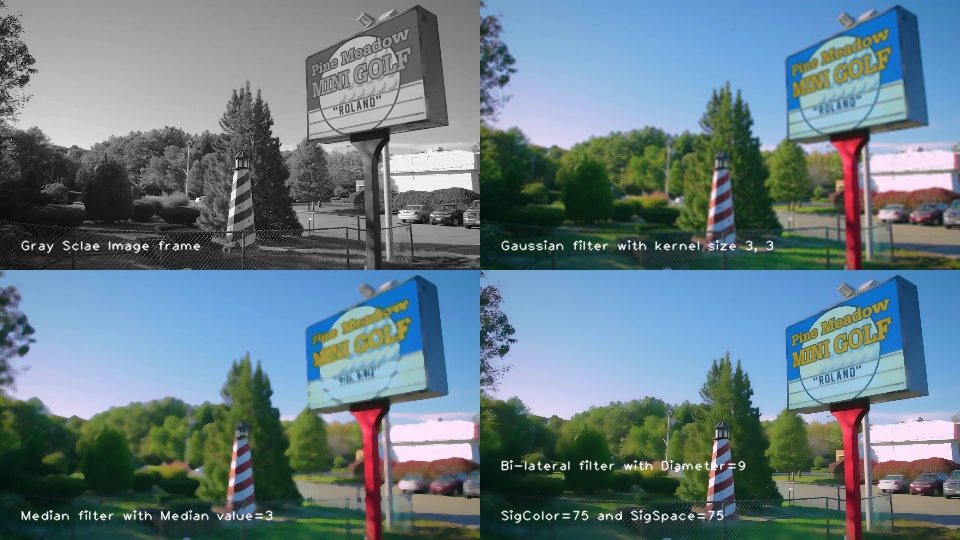 Pine Meadow
MINI GOLF
"ROLAND"
Gray Sclae Image frame
Pine Meadow
MINI GOLF
"ROLAND"
Gaussian filter with kernel size 3, 3
Pine Meadow
MINI GOLF
Median filter with Median value=3
Pine Meadow
MINI GOLF
"ROLAND"
Bi-lateral filter with Diameter=9
SigColor=75 and SigSpace=75